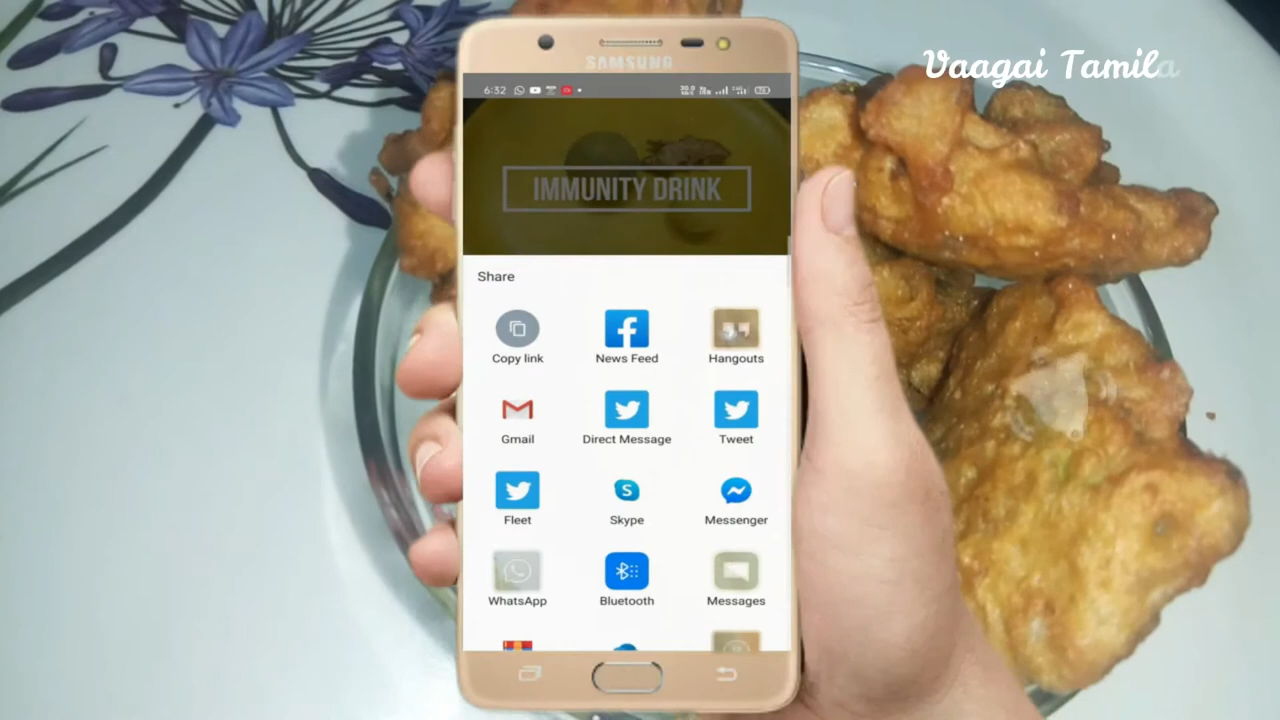 Vaagai Tamila
SAMSUNG
6:32
IMMUNITY DRINK
Share
Copy link
News Feed
Hangouts
Gmail
Direct Message
Tweet
Fleet
Skype
Messenger
WhatsApp
Bluetooth
Messages